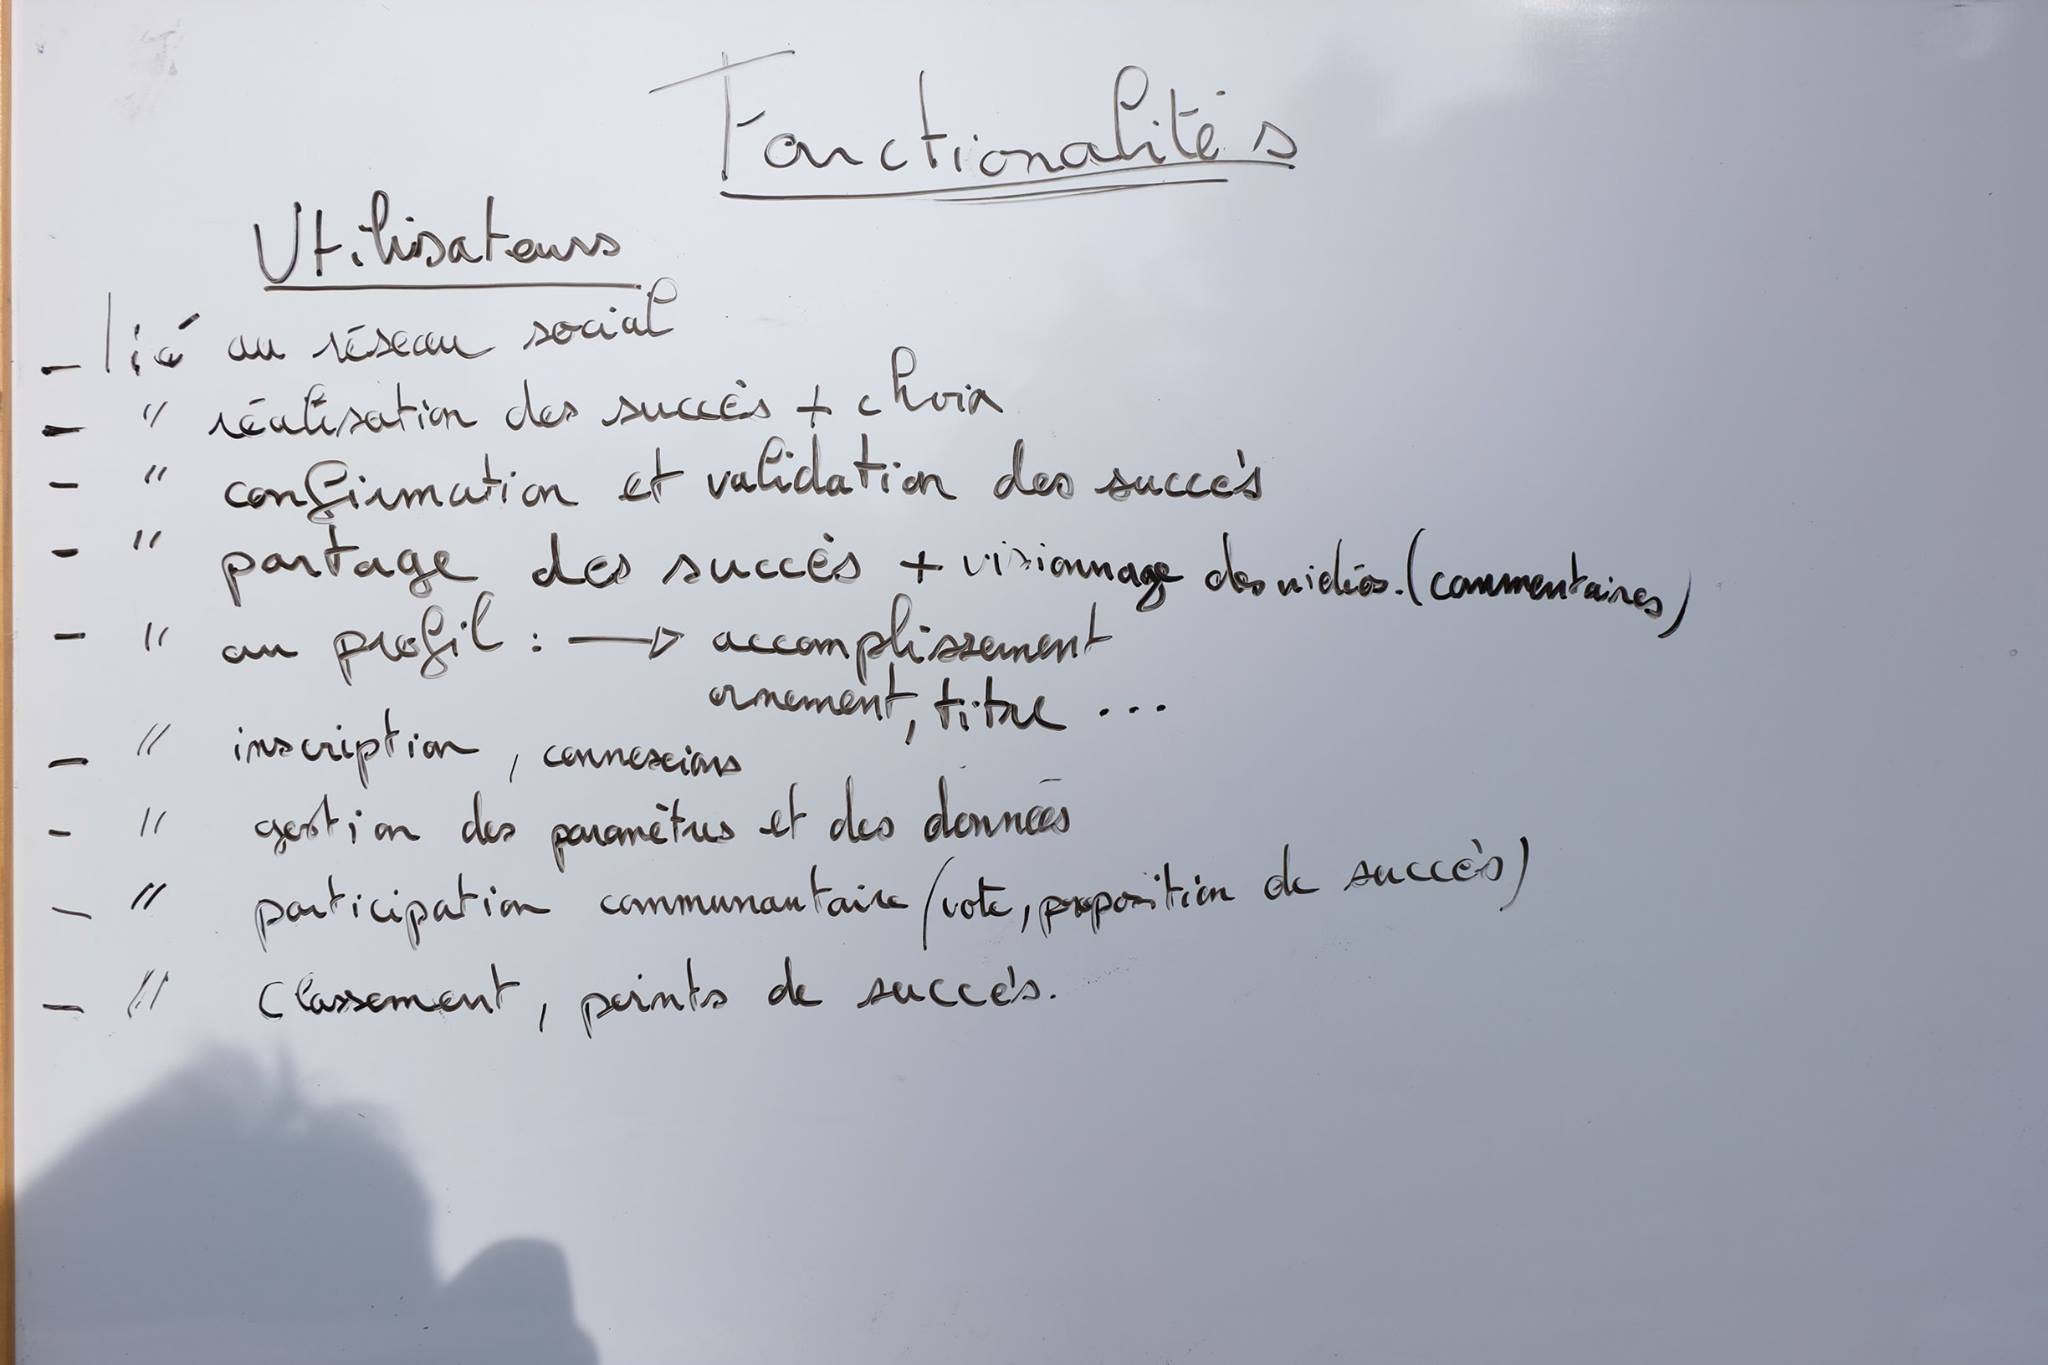 Fonctionalités
Utilisateurs
- lié au réseau social
- " réalisation des succès + choix
- " confirmation et validation des succès
- " partage des succès + visionnage des vidéos. (commentaires)
- " au profil : → accomplissement
ornement, titre ...
- " inscription, connexions
- " gestion des paramètres et des données
- " participation communautaire (vote, proposition de succès)
- " classement, points de succès.